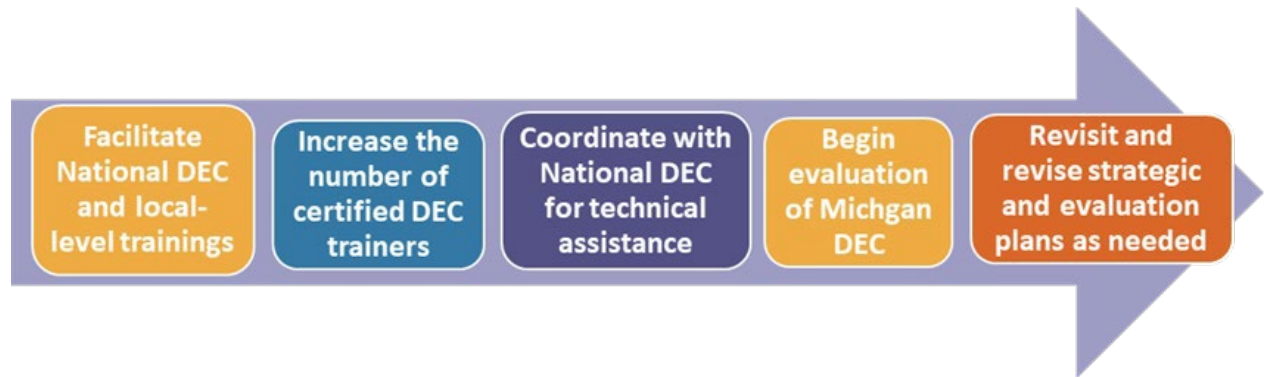 Facilitate
National DEC
and local-
level trainings
Increase the
number of
certified DEC
trainers
Coordinate with
National DEC
for technical
assistance
Begin
evaluation
of Michgan
DEC
Revisit and
revise strategic
and evaluation
plans as needed